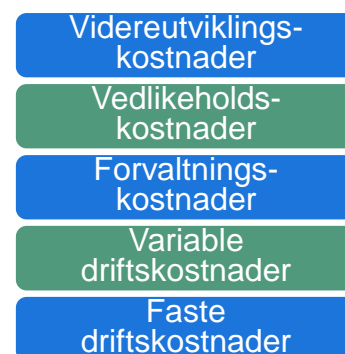 Videreutviklings-
kostnader
Vedlikeholds-
kostnader
Forvaltnings-
kostnader
Variable
driftskostnader
Faste
driftskostnader